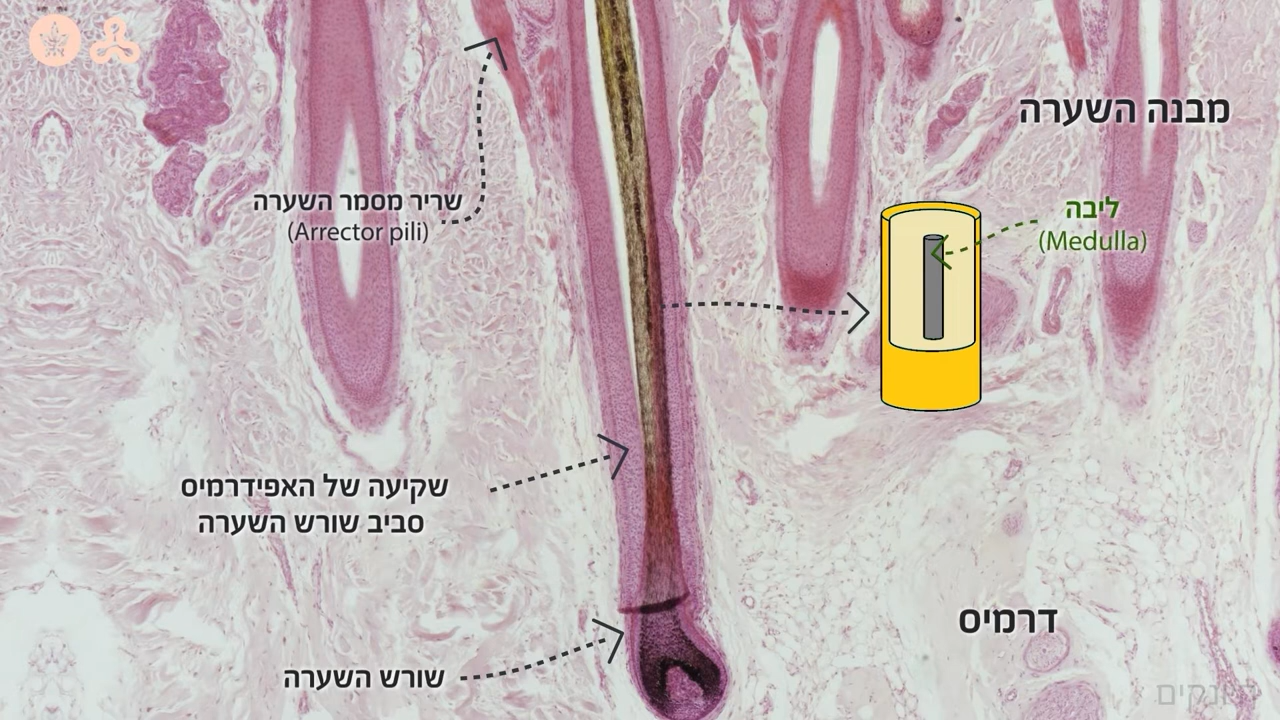 מבנה השערה
שריר מסמר השערה
(Arrector pili)
ליבה
(Medulla)
שקיעה של האפידרמיס
סביב שורש השערה
דרמיס
שורש השערה